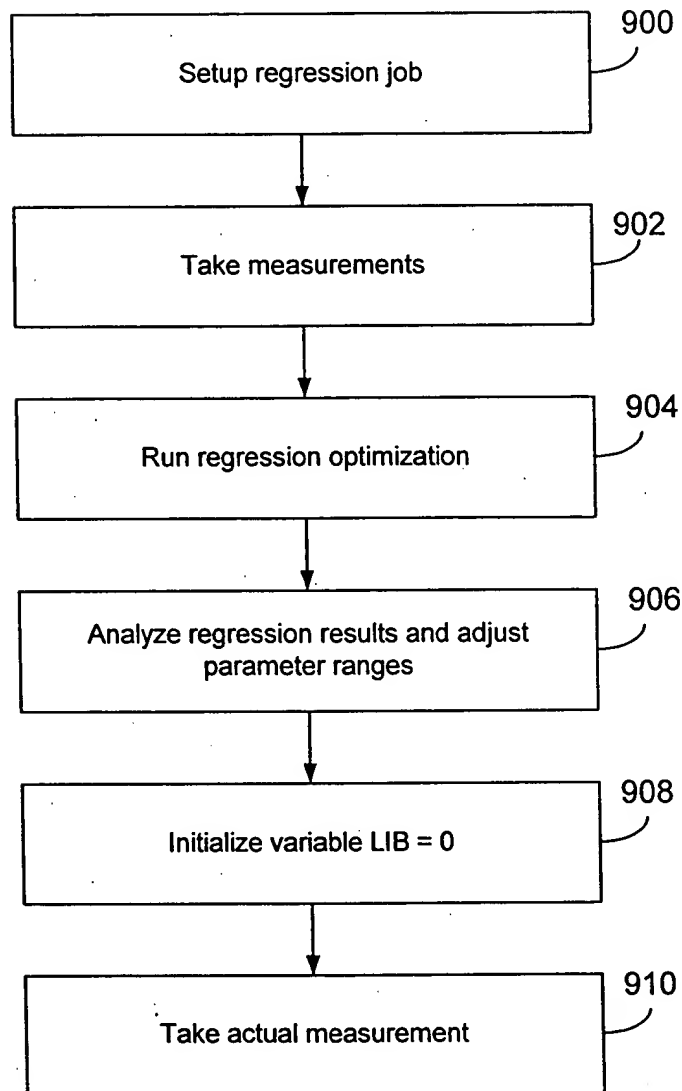 900
Setup regression job
902
Take measurements
904
Run regression optimization
906
Analyze regression results and adjust
parameter ranges
908
Initialize variable LIB = 0
910
Take actual measurement